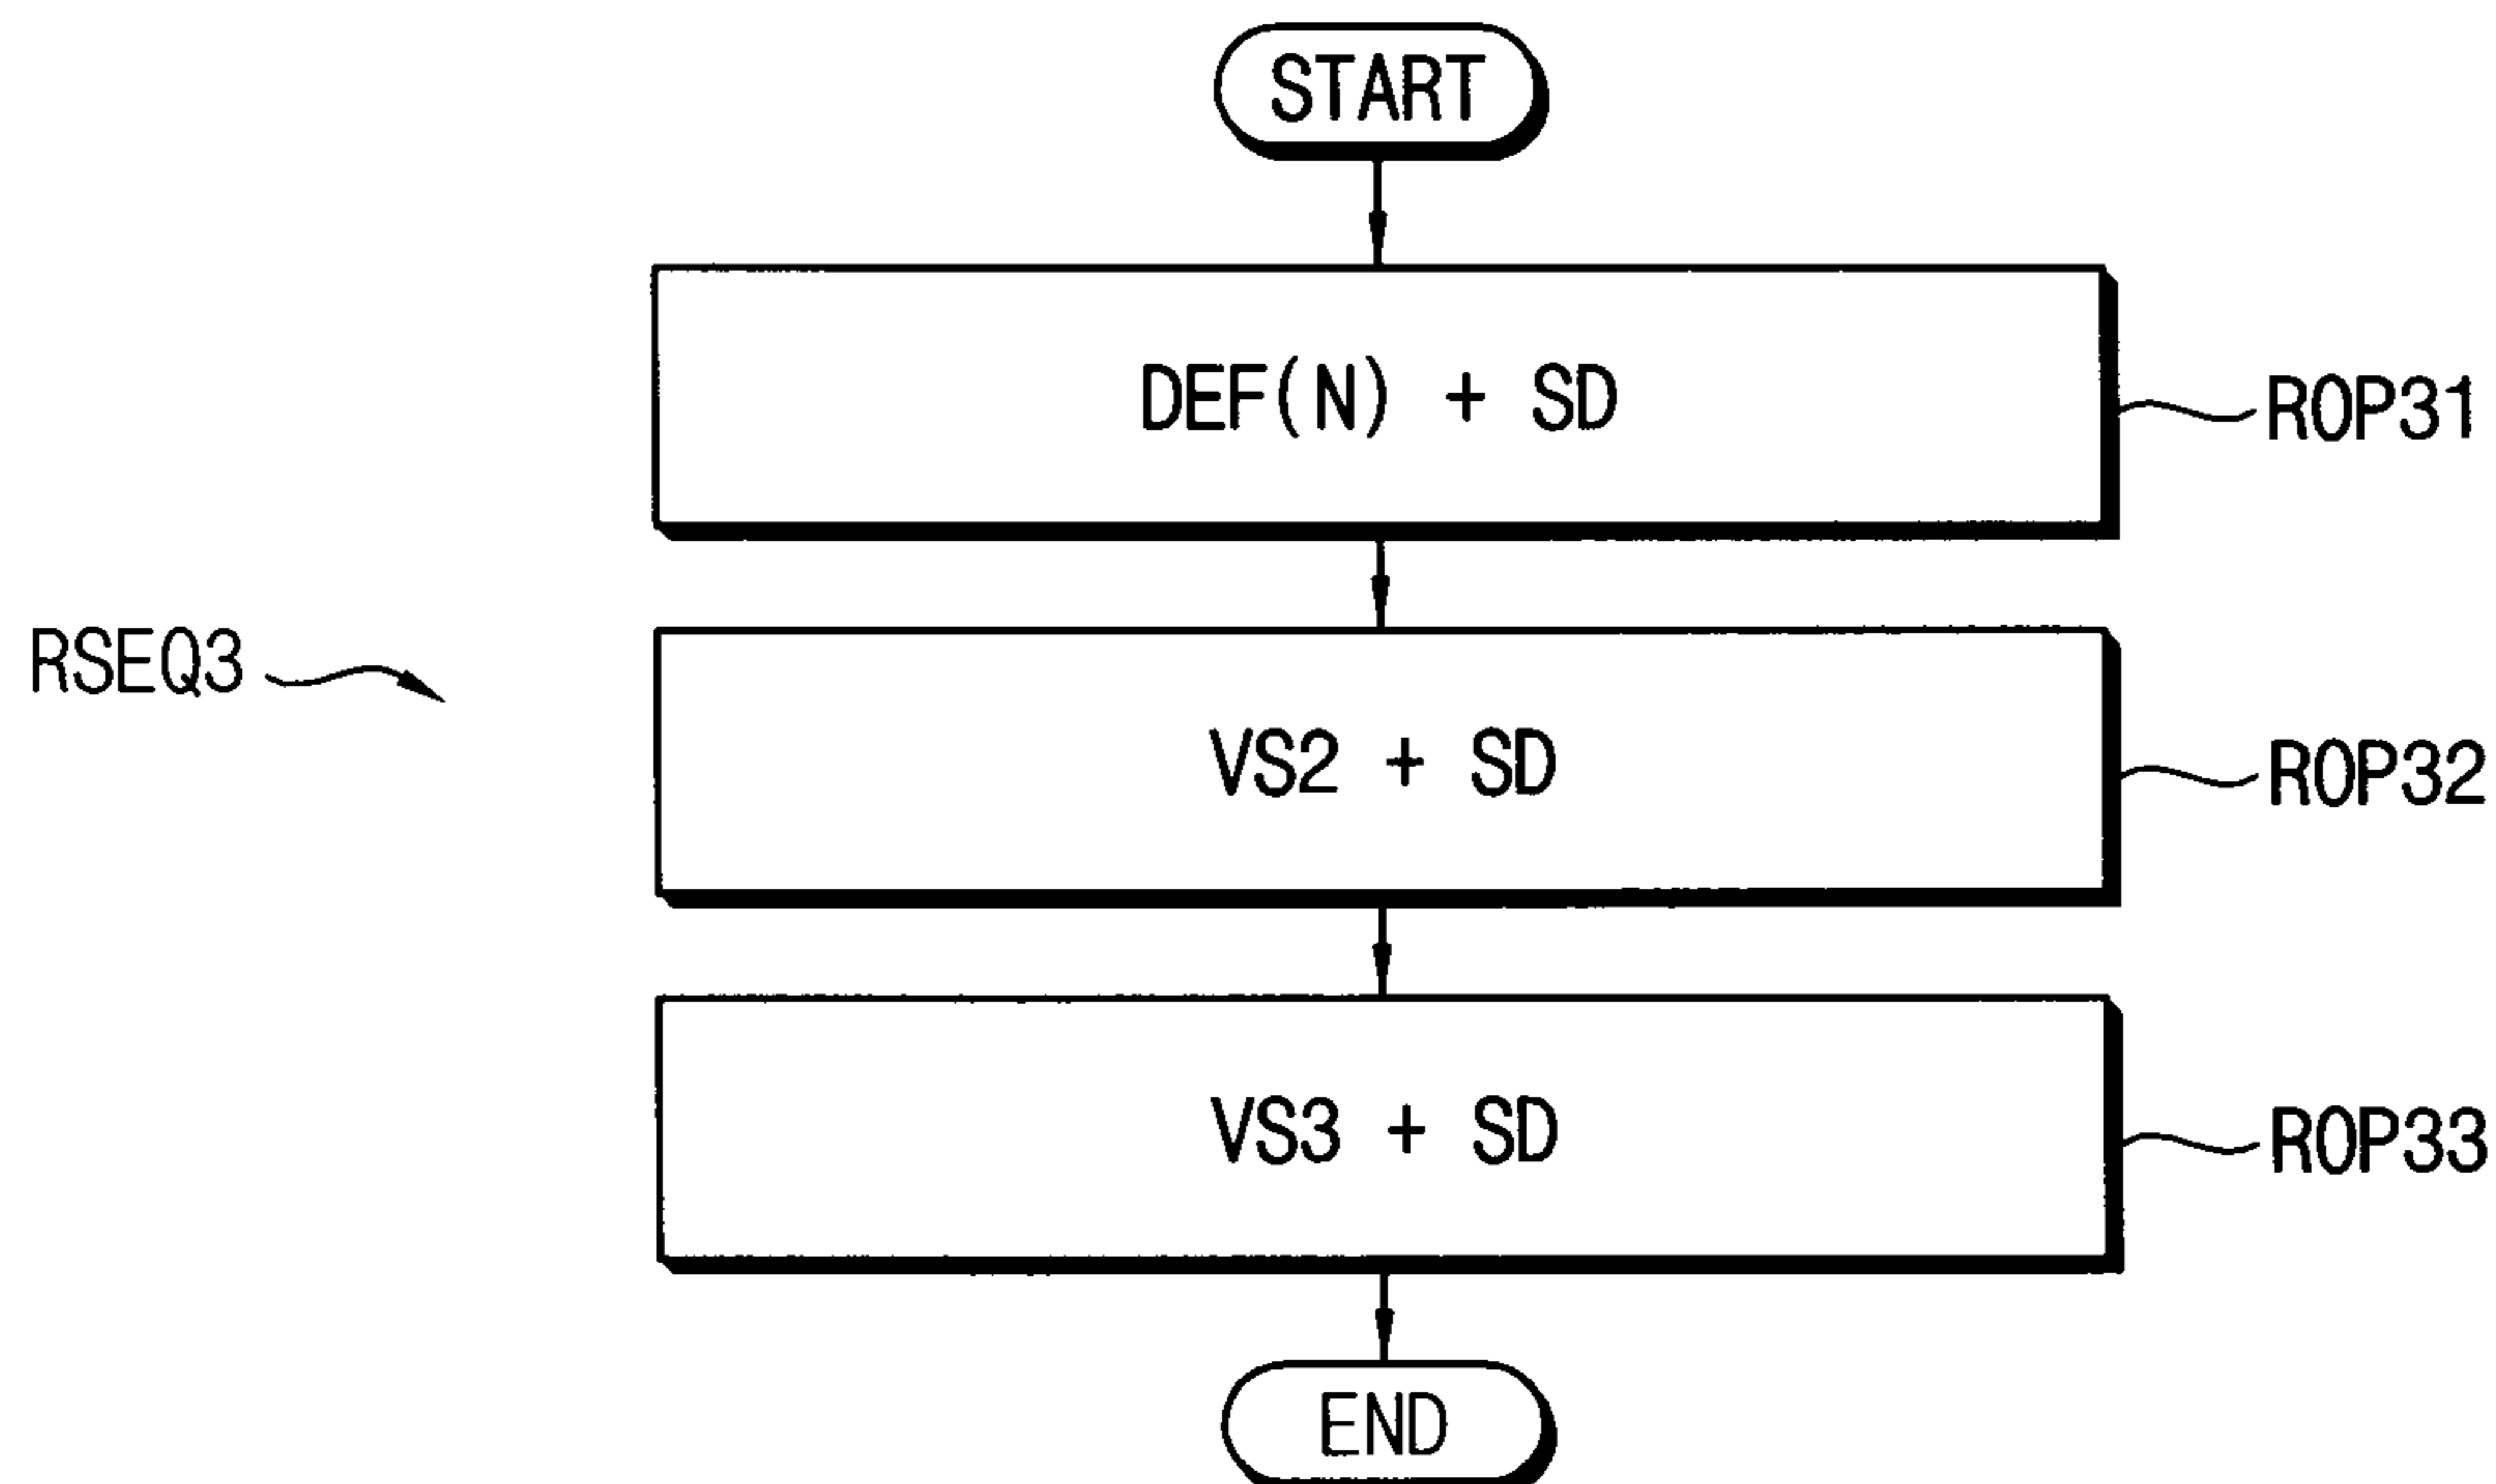 START
DEF(N) + SD
ROP31
RSEQ3
VS2 + SD
ROP32
VS3 + SD
ROP33
END